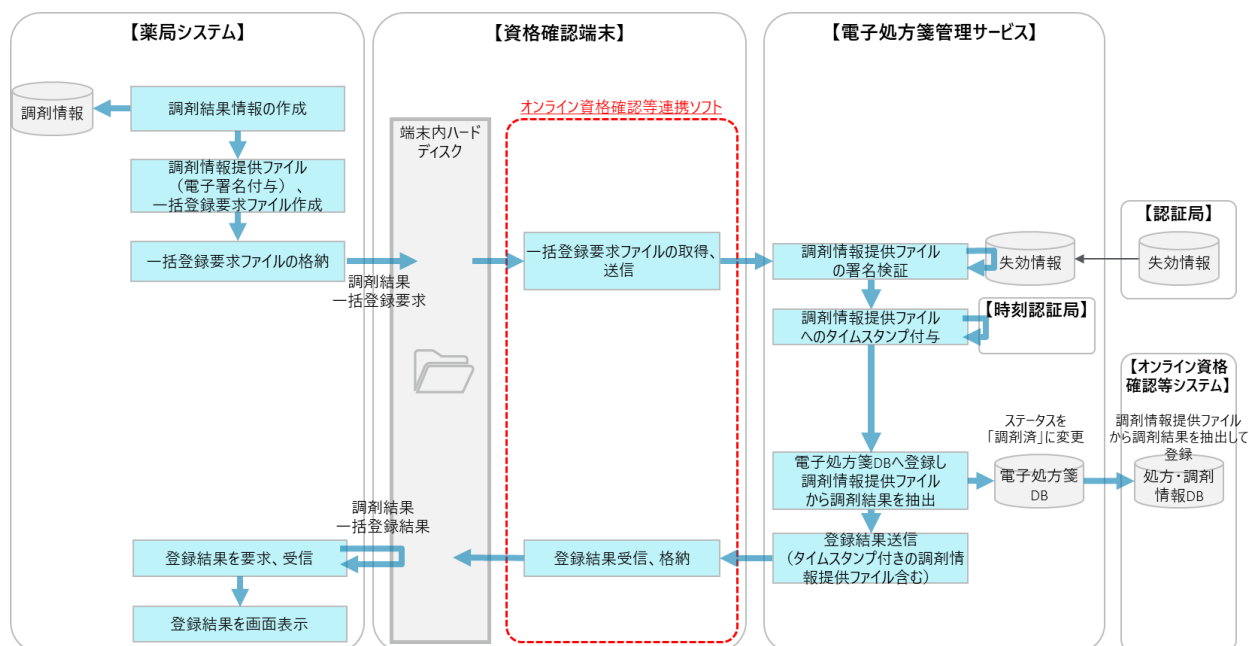 【薬局システム】
調剤情報
調剤結果情報の作成
調剤情報提供ファイル
（電子署名付与）、
一括登録要求ファイル作成
一括登録要求ファイルの格納
調剤結果
一括登録要求
調剤結果
一括登録結果
登録結果を要求、受信
登録結果を画面表示
【資格確認端末】
端末内ハード
ディスク
オンライン資格確認等連携ソフト
一括登録要求ファイルの取得、
送信
登録結果受信、格納
【電子処方箋管理サービス】
調剤情報提供ファイル
の署名検証
失効情報
調剤情報提供ファイル
へのタイムスタンプ付与
【時刻認証局】
電子処方箋DBへ登録し
調剤情報提供ファイル
から調剤結果を抽出
ステータスを
「調剤済」に変更
電子処方箋
DB
登録結果送信
（タイムスタンプ付きの調剤情
報提供ファイル含む）
【認証局】
失効情報
【オンライン資格
確認等システム】
調剤情報提供ファイル
から調剤結果を抽出して
登録
処方・調剤
情報DB